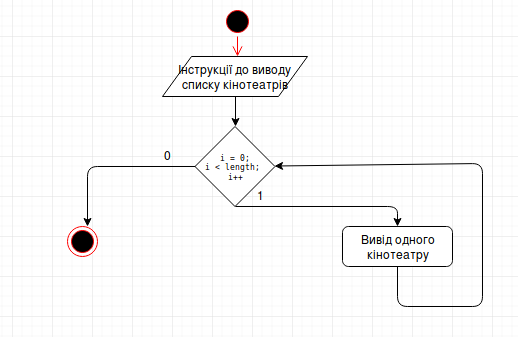 Інструкції до виводу
списку кінотеатрів
0
i = 0;
i < length;
i++
1
Вивід одного
кінотеатру